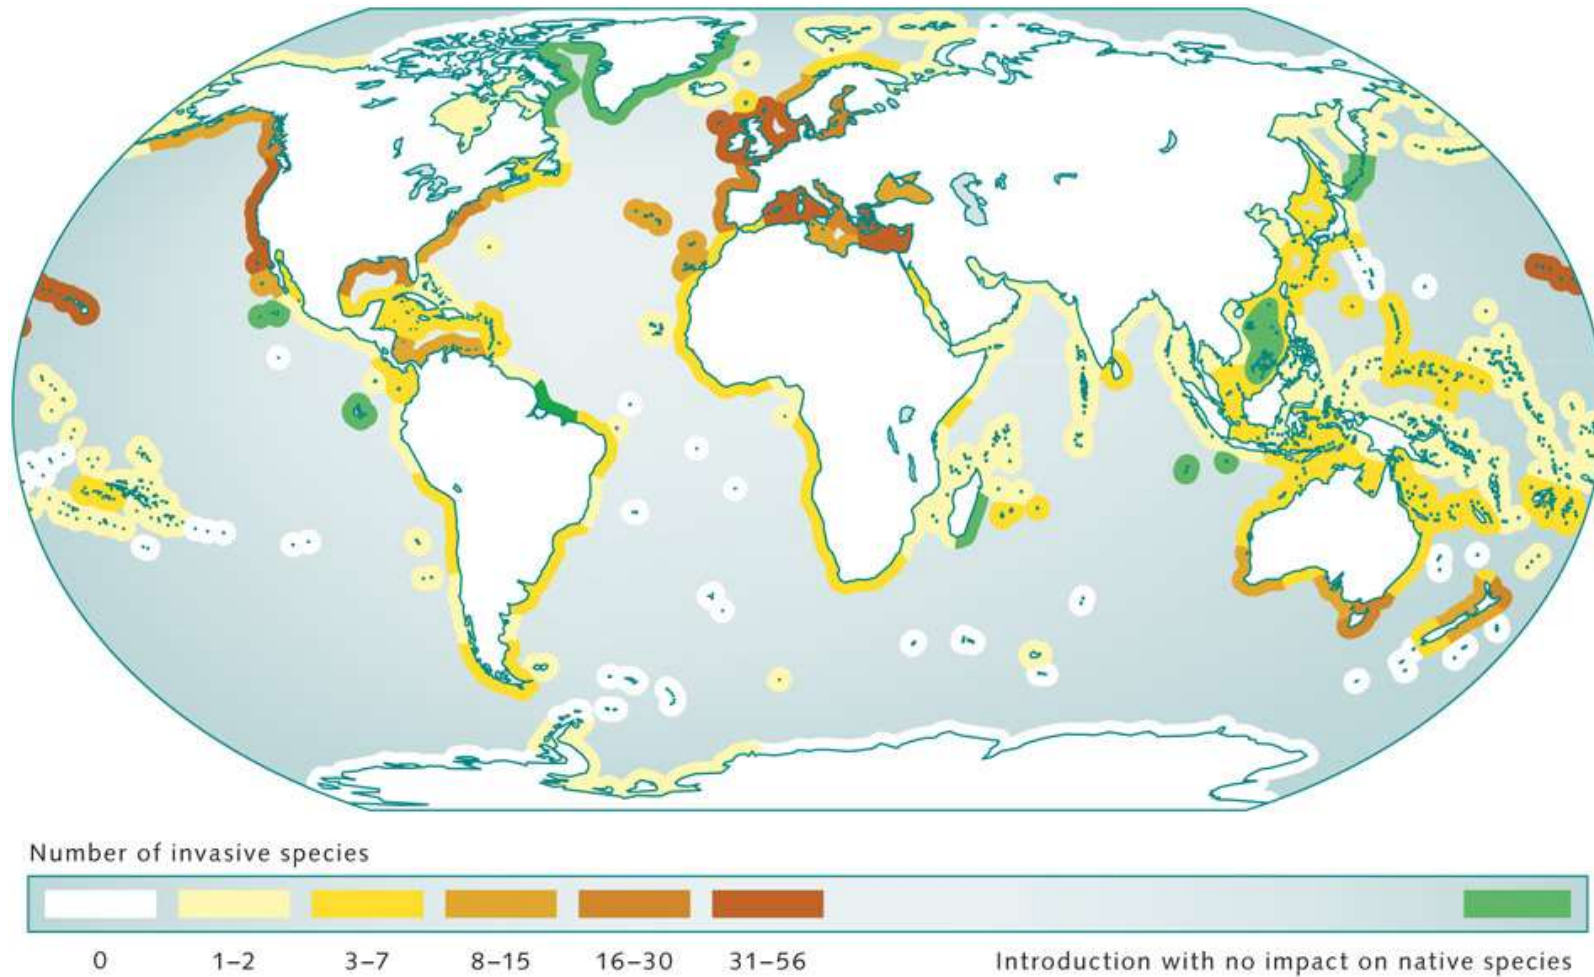 Number of invasive species
0 1–2 3–7 8–15 16–30 31–56 Introduction with no impact on native species